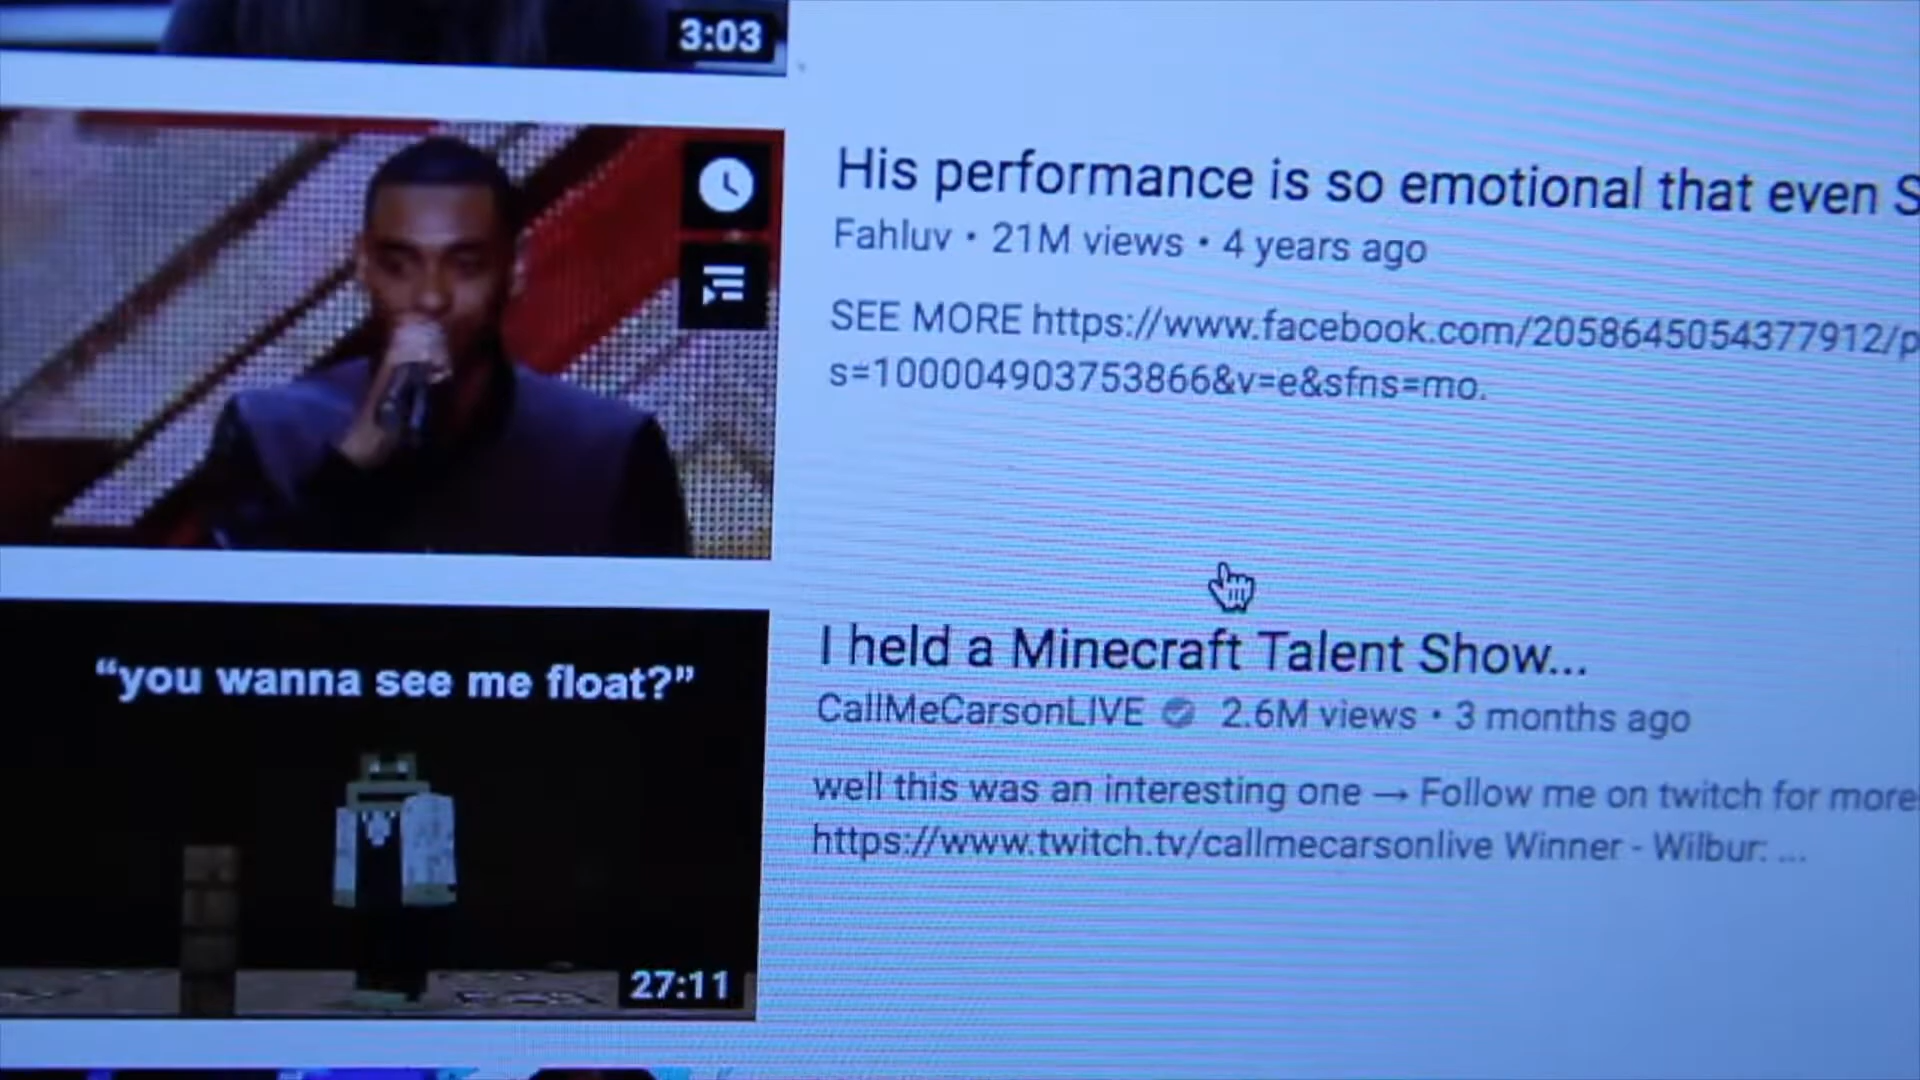 3:03
His performance is so emotional that even S
Fahluv • 21M views • 4 years ago
SEE MORE https://www.facebook.com/2058645054377912/p
s=100004903753866&v=e&sfns=mo.
"you wanna see me float?"
27:11
I held a Minecraft Talent Show...
CallMeCarsonLIVE 2.6M views • 3 months ago
well this was an interesting one → Follow me on twitch for more
https://www.twitch.tv/callmecarsonlive Winner - Wilbur: ...